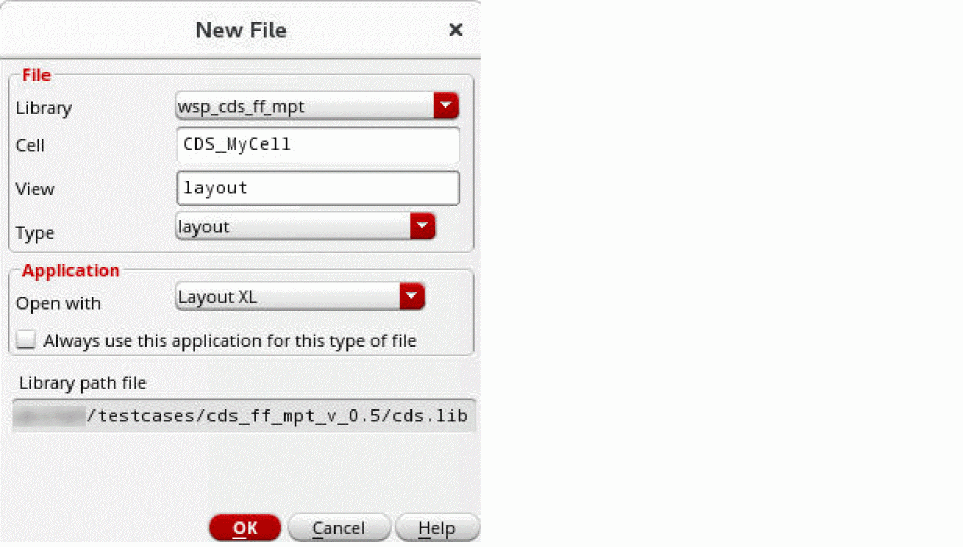 New File
File
Library wsp_cds_ff_mpt
Cell CDS_MyCell
View layout
Type layout
Application
Open with Layout XL
Always use this application for this type of file
Library path file
/testcases/cds_ff_mpt_v_0.5/cds.lib
OK Cancel Help